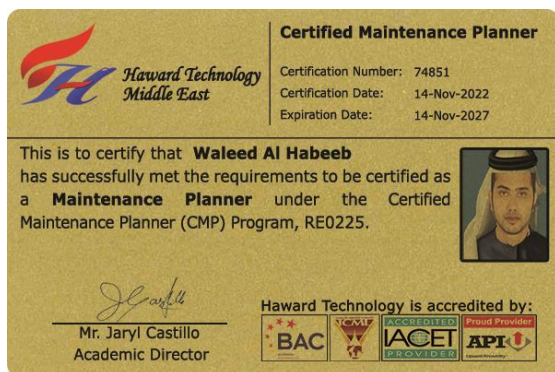 Haward Technology
Middle East
Certified Maintenance Planner
Certification Number: 74851
Certification Date: 14-Nov-2022
Expiration Date: 14-Nov-2027
This is to certify that Waleed Al Habeeb
has successfully met the requirements to be certified as
a Maintenance Planner under the Certified
Maintenance Planner (CMP) Program, RE0225.
Mr. Jaryl Castillo
Academic Director
Haward Technology is accredited by:
BAC
ACCREDITED
IACET
PROVIDER
Proud Provider
API